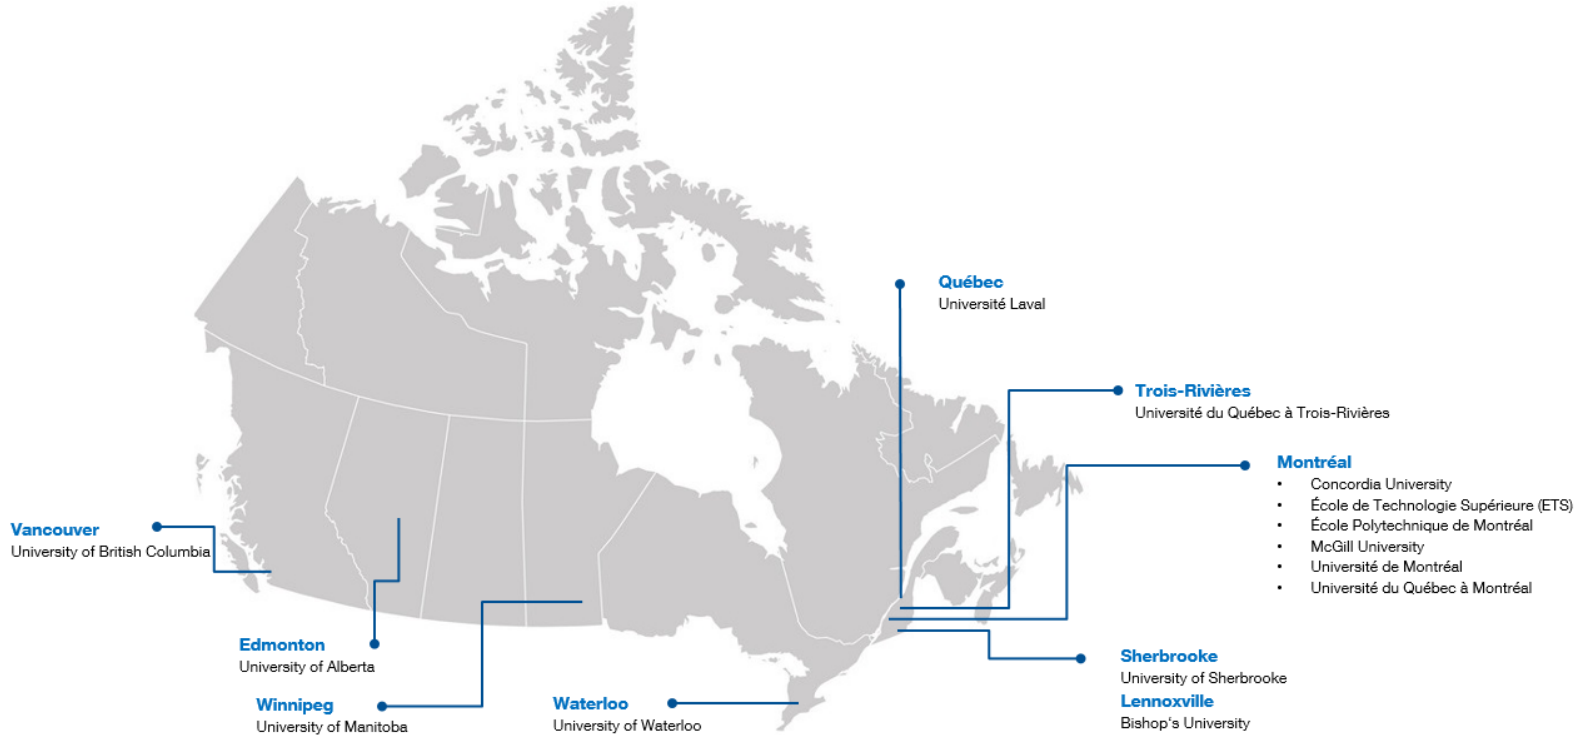 Québec
Université Laval
Trois-Rivières
Université du Québec à Trois-Rivières
Montréal
• Concordia University
• École de Technologie Supérieure (ETS)
• École Polytechnique de Montréal
• McGill University
• Université de Montréal
• Université du Québec à Montréal
Vancouver
University of British Columbia
Edmonton
University of Alberta
Winnipeg
University of Manitoba
Waterloo
University of Waterloo
Sherbrooke
University of Sherbrooke
Lennoxville
Bishop‘s University